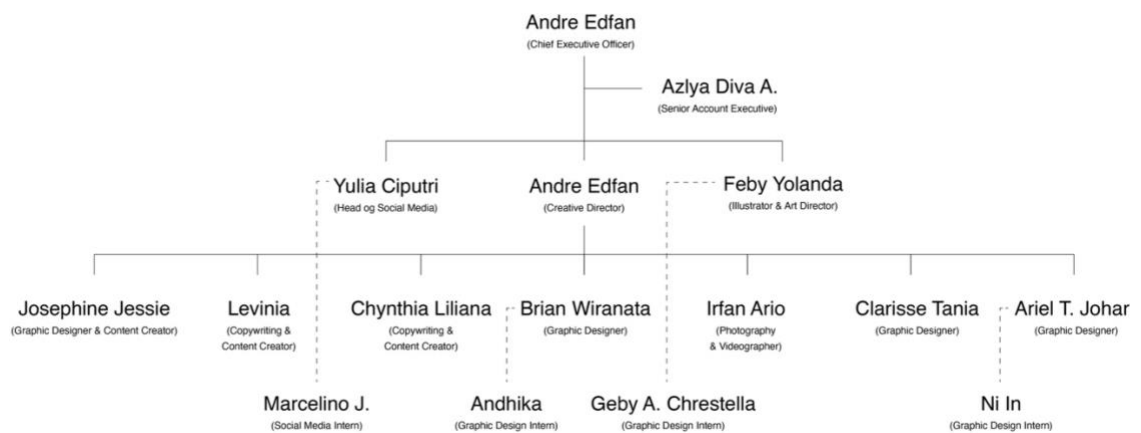 Andre Edfan
(Chief Executive Officer)
Azlya Diva A.
(Senior Account Executive)
Yulia Ciputri
(Head og Social Media)
Andre Edfan
(Creative Director)
Feby Yolanda
(Illustrator & Art Director)
Josephine Jessie
(Graphic Designer & Content Creator)
Levinia
(Copywriting &
Content Creator)
Chynthia Liliana
(Copywriting &
Content Creator)
Brian Wiranata
(Graphic Designer)
Irfan Ario
(Photography
& Videographer)
Clarisse Tania
(Graphic Designer)
Ariel T. Johar
(Graphic Designer)
Marcelino J.
(Social Media Intern)
Andhika
(Graphic Design Intern)
Geby A. Chrestella
(Graphic Design Intern)
Ni In
(Graphic Design Intern)